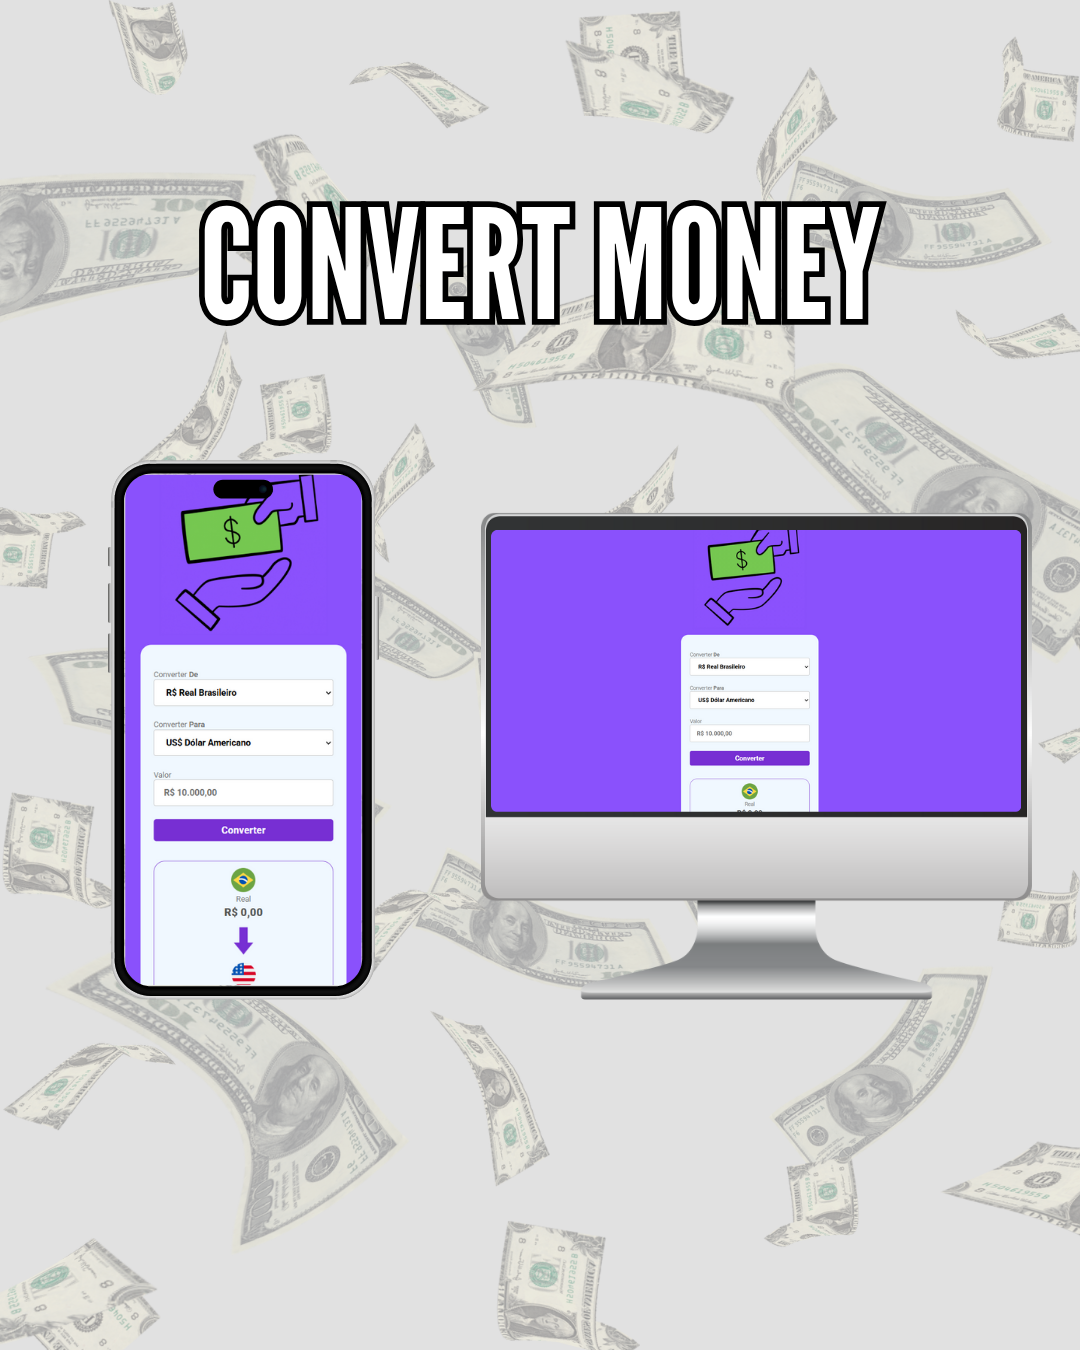 CONVERT MONEY
$
Converter De
R$ Real Brasileiro
Converter Para
US$ Dólar Americano
Valor
R$ 10.000,00
Converter
Real
R$ 0,00
$
Converter De
R$ Real Brasileiro
Converter Para
US$ Dólar Americano
Valor
R$ 10.000,00
Converter
Real